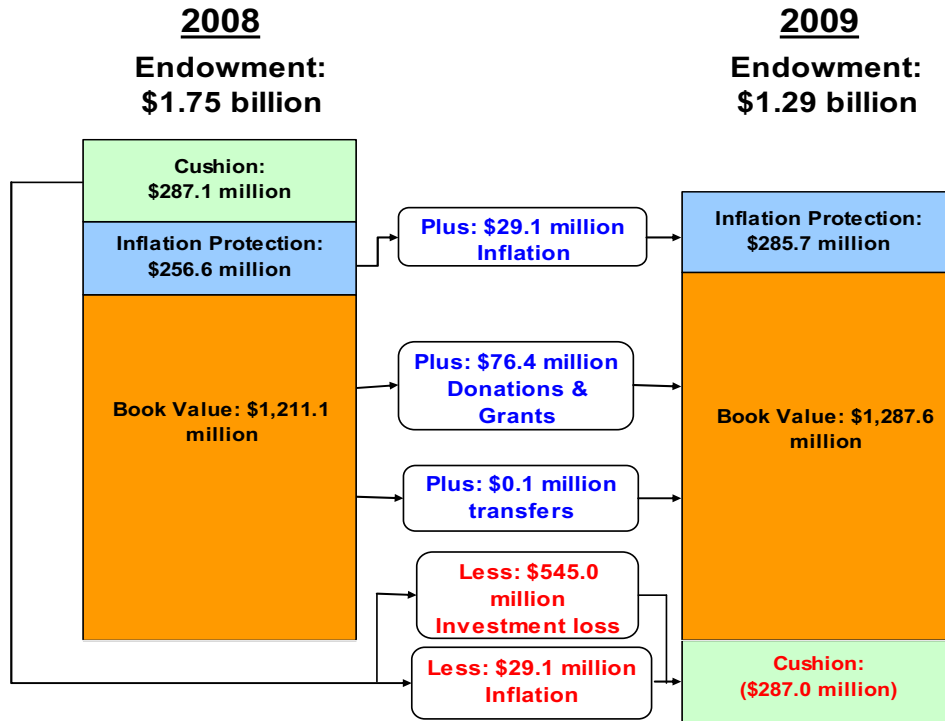 2008
Endowment:
$1.75 billion
Cushion:
$287.1 million
Inflation Protection:
$256.6 million
Book Value: $1,211.1
million
Plus: $29.1 million
Inflation
Plus: $76.4 million
Donations &
Grants
Plus: $0.1 million
transfers
Less: $545.0
million
Investment loss
Less: $29.1 million
Inflation
2009
Endowment:
$1.29 billion
Inflation Protection:
$285.7 million
Book Value: $1,287.6
million
Cushion:
($287.0 million)